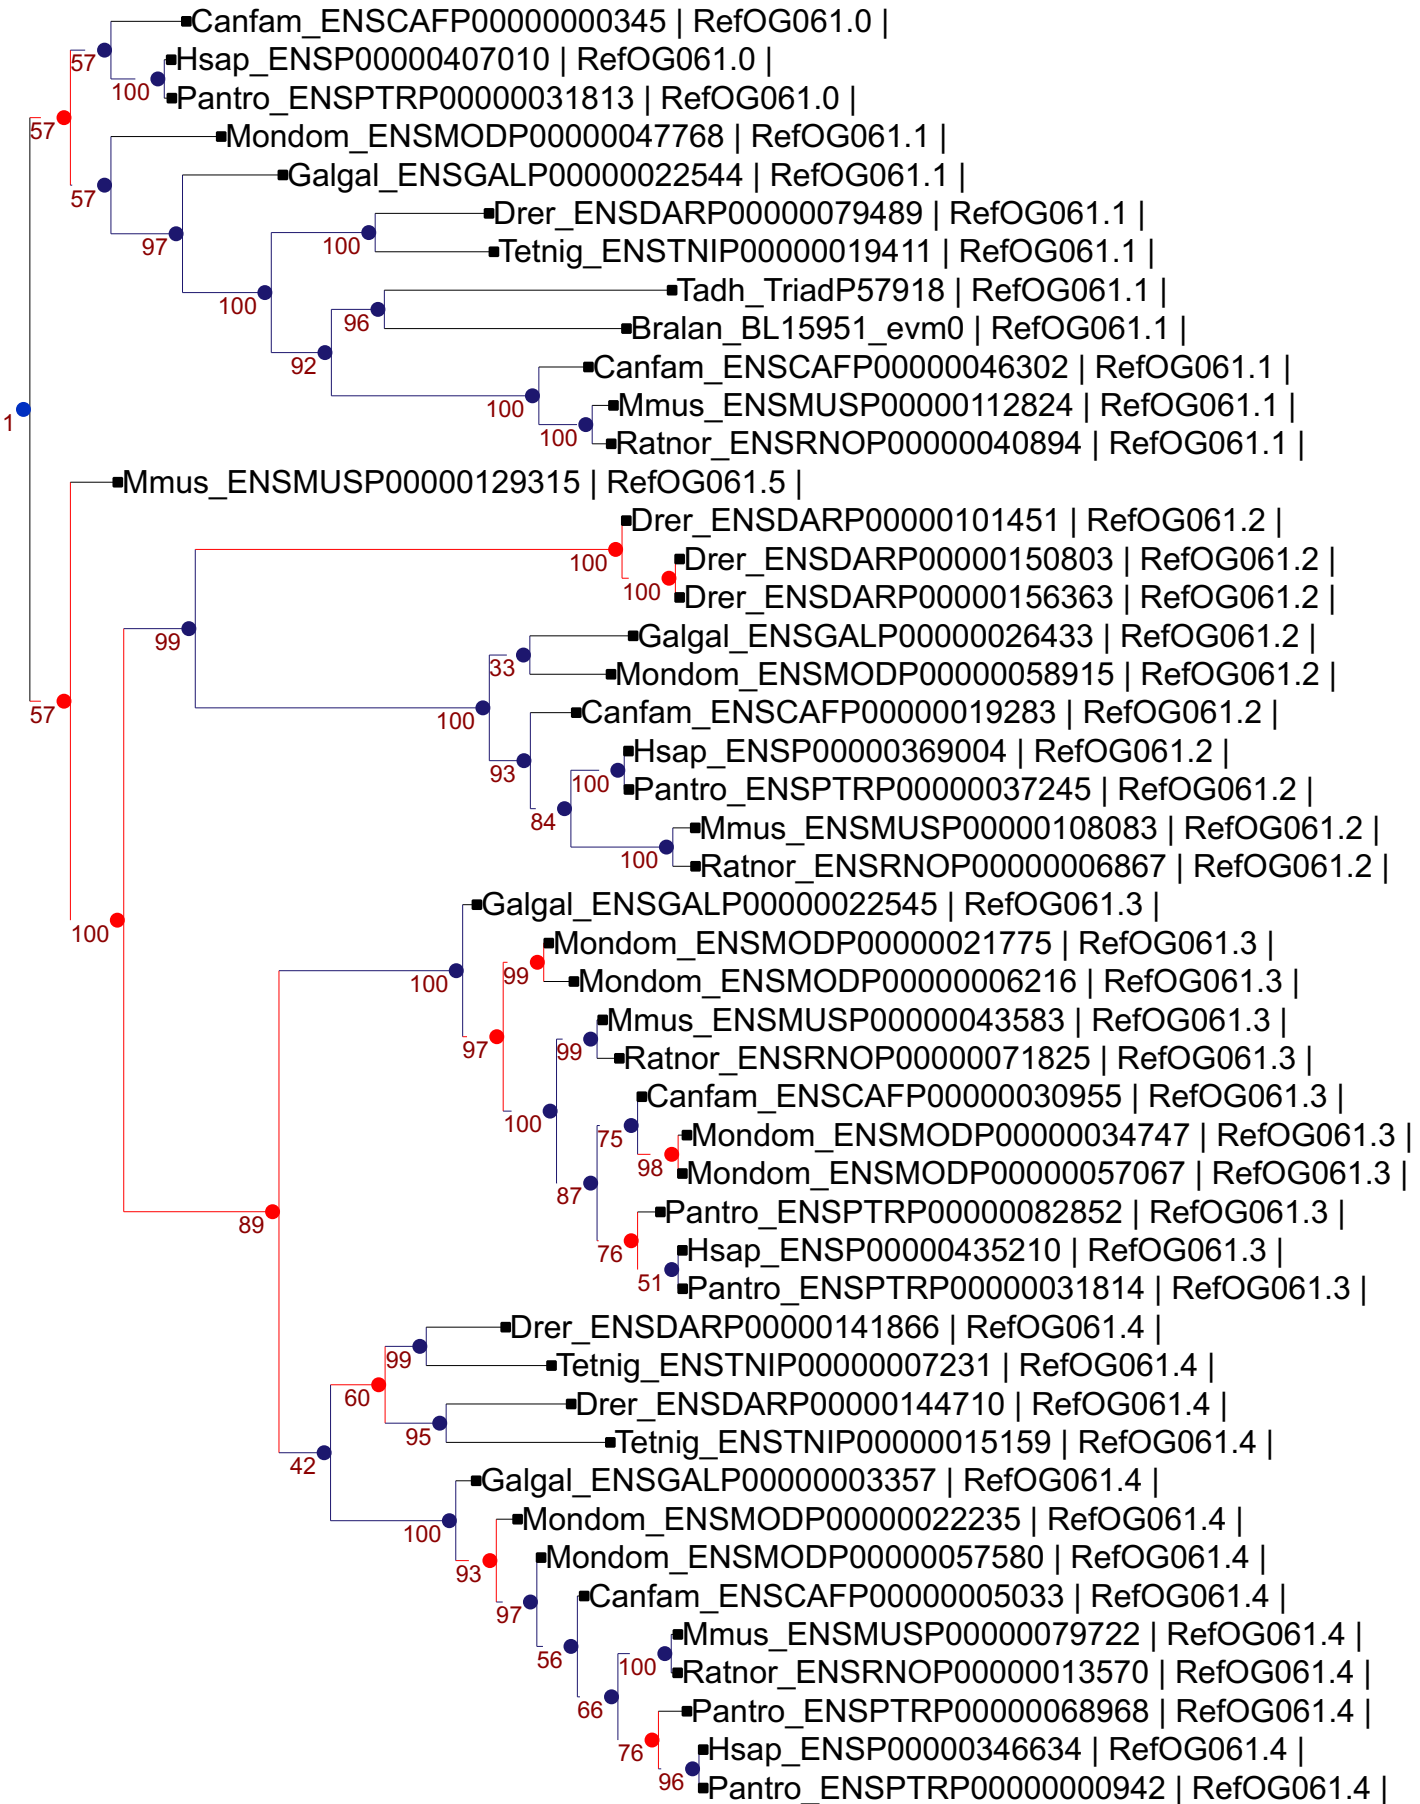 Canfam_ENSCAFP00000000345 | RefOG061.0 |
57
Hsap_ENSP00000407010 | RefOG061.0 |
100
Pantro_ENSPTRP00000031813 | RefOG061.0 |
57
Mondom_ENSMODP00000047768 | RefOG061.1 |
Galgal_ENSGALP00000022544 | RefOG061.1 |
57
Drer_ENSDARP00000079489 | RefOG061.1 |
97
100
Tetnig_ENSTNIP00000019411 | RefOG061.1 |
Tadh_TriadP57918 | RefOG061.1 |
100
96
Bralan_BL15951_evm0 | RefOG061.1 |
92
Canfam_ENSCAFP00000046302 | RefOG061.1 |
100
Mmus_ENSMUSP00000112824 | RefOG061.1 |
1
100
Ratnor_ENSRNOP00000040894 | RefOG061.1 |
Mmus_ENSMUSP00000129315 | RefOG061.5 |
Drer_ENSDARP00000101451 | RefOG061.2 |
100
Drer_ENSDARP00000150803 | RefOG061.2 |
100
Drer_ENSDARP00000156363 | RefOG061.2 |
99
Galgal_ENSGALP00000026433 | RefOG061.2 |
33
Mondom_ENSMODP00000058915 | RefOG061.2 |
57
100
Canfam_ENSCAFP00000019283 | RefOG061.2 |
Hsap_ENSP00000369004 | RefOG061.2 |
93
100
Pantro_ENSPTRP00000037245 | RefOG061.2 |
84
Mmus_ENSMUSP00000108083 | RefOG061.2 |
100
Ratnor_ENSRNOP00000006867 | RefOG061.2 |
Galgal_ENSGALP00000022545 | RefOG061.3 |
100
Mondom_ENSMODP00000021775 | RefOG061.3 |
99
100
Mondom_ENSMODP00000006216 | RefOG061.3 |
Mmus_ENSMUSP00000043583 | RefOG061.3 |
97
99
Ratnor_ENSRNOP00000071825 | RefOG061.3 |
Canfam_ENSCAFP00000030955 | RefOG061.3 |
100
75
Mondom_ENSMODP00000034747 | RefOG061.3 |
98
Mondom_ENSMODP00000057067 | RefOG061.3 |
87
Pantro_ENSPTRP00000082852 | RefOG061.3 |
89
76
Hsap_ENSP00000435210 | RefOG061.3 |
51
Pantro_ENSPTRP00000031814 | RefOG061.3 |
Drer_ENSDARP00000141866 | RefOG061.4 |
99
Tetnig_ENSTNIP00000007231 | RefOG061.4 |
60
Drer_ENSDARP00000144710 | RefOG061.4 |
95
Tetnig_ENSTNIP00000015159 | RefOG061.4 |
42
Galgal_ENSGALP00000003357 | RefOG061.4 |
100
Mondom_ENSMODP00000022235 | RefOG061.4 |
Mondom_ENSMODP00000057580 | RefOG061.4 |
93
Canfam_ENSCAFP00000005033 | RefOG061.4 |
97
Mmus_ENSMUSP00000079722 | RefOG061.4 |
56
100
Ratnor_ENSRNOP00000013570 | RefOG061.4 |
66
Pantro_ENSPTRP00000068968 | RefOG061.4 |
76
Hsap_ENSP00000346634 | RefOG061.4 |
96
Pantro_ENSPTRP00000000942 | RefOG061.4 |